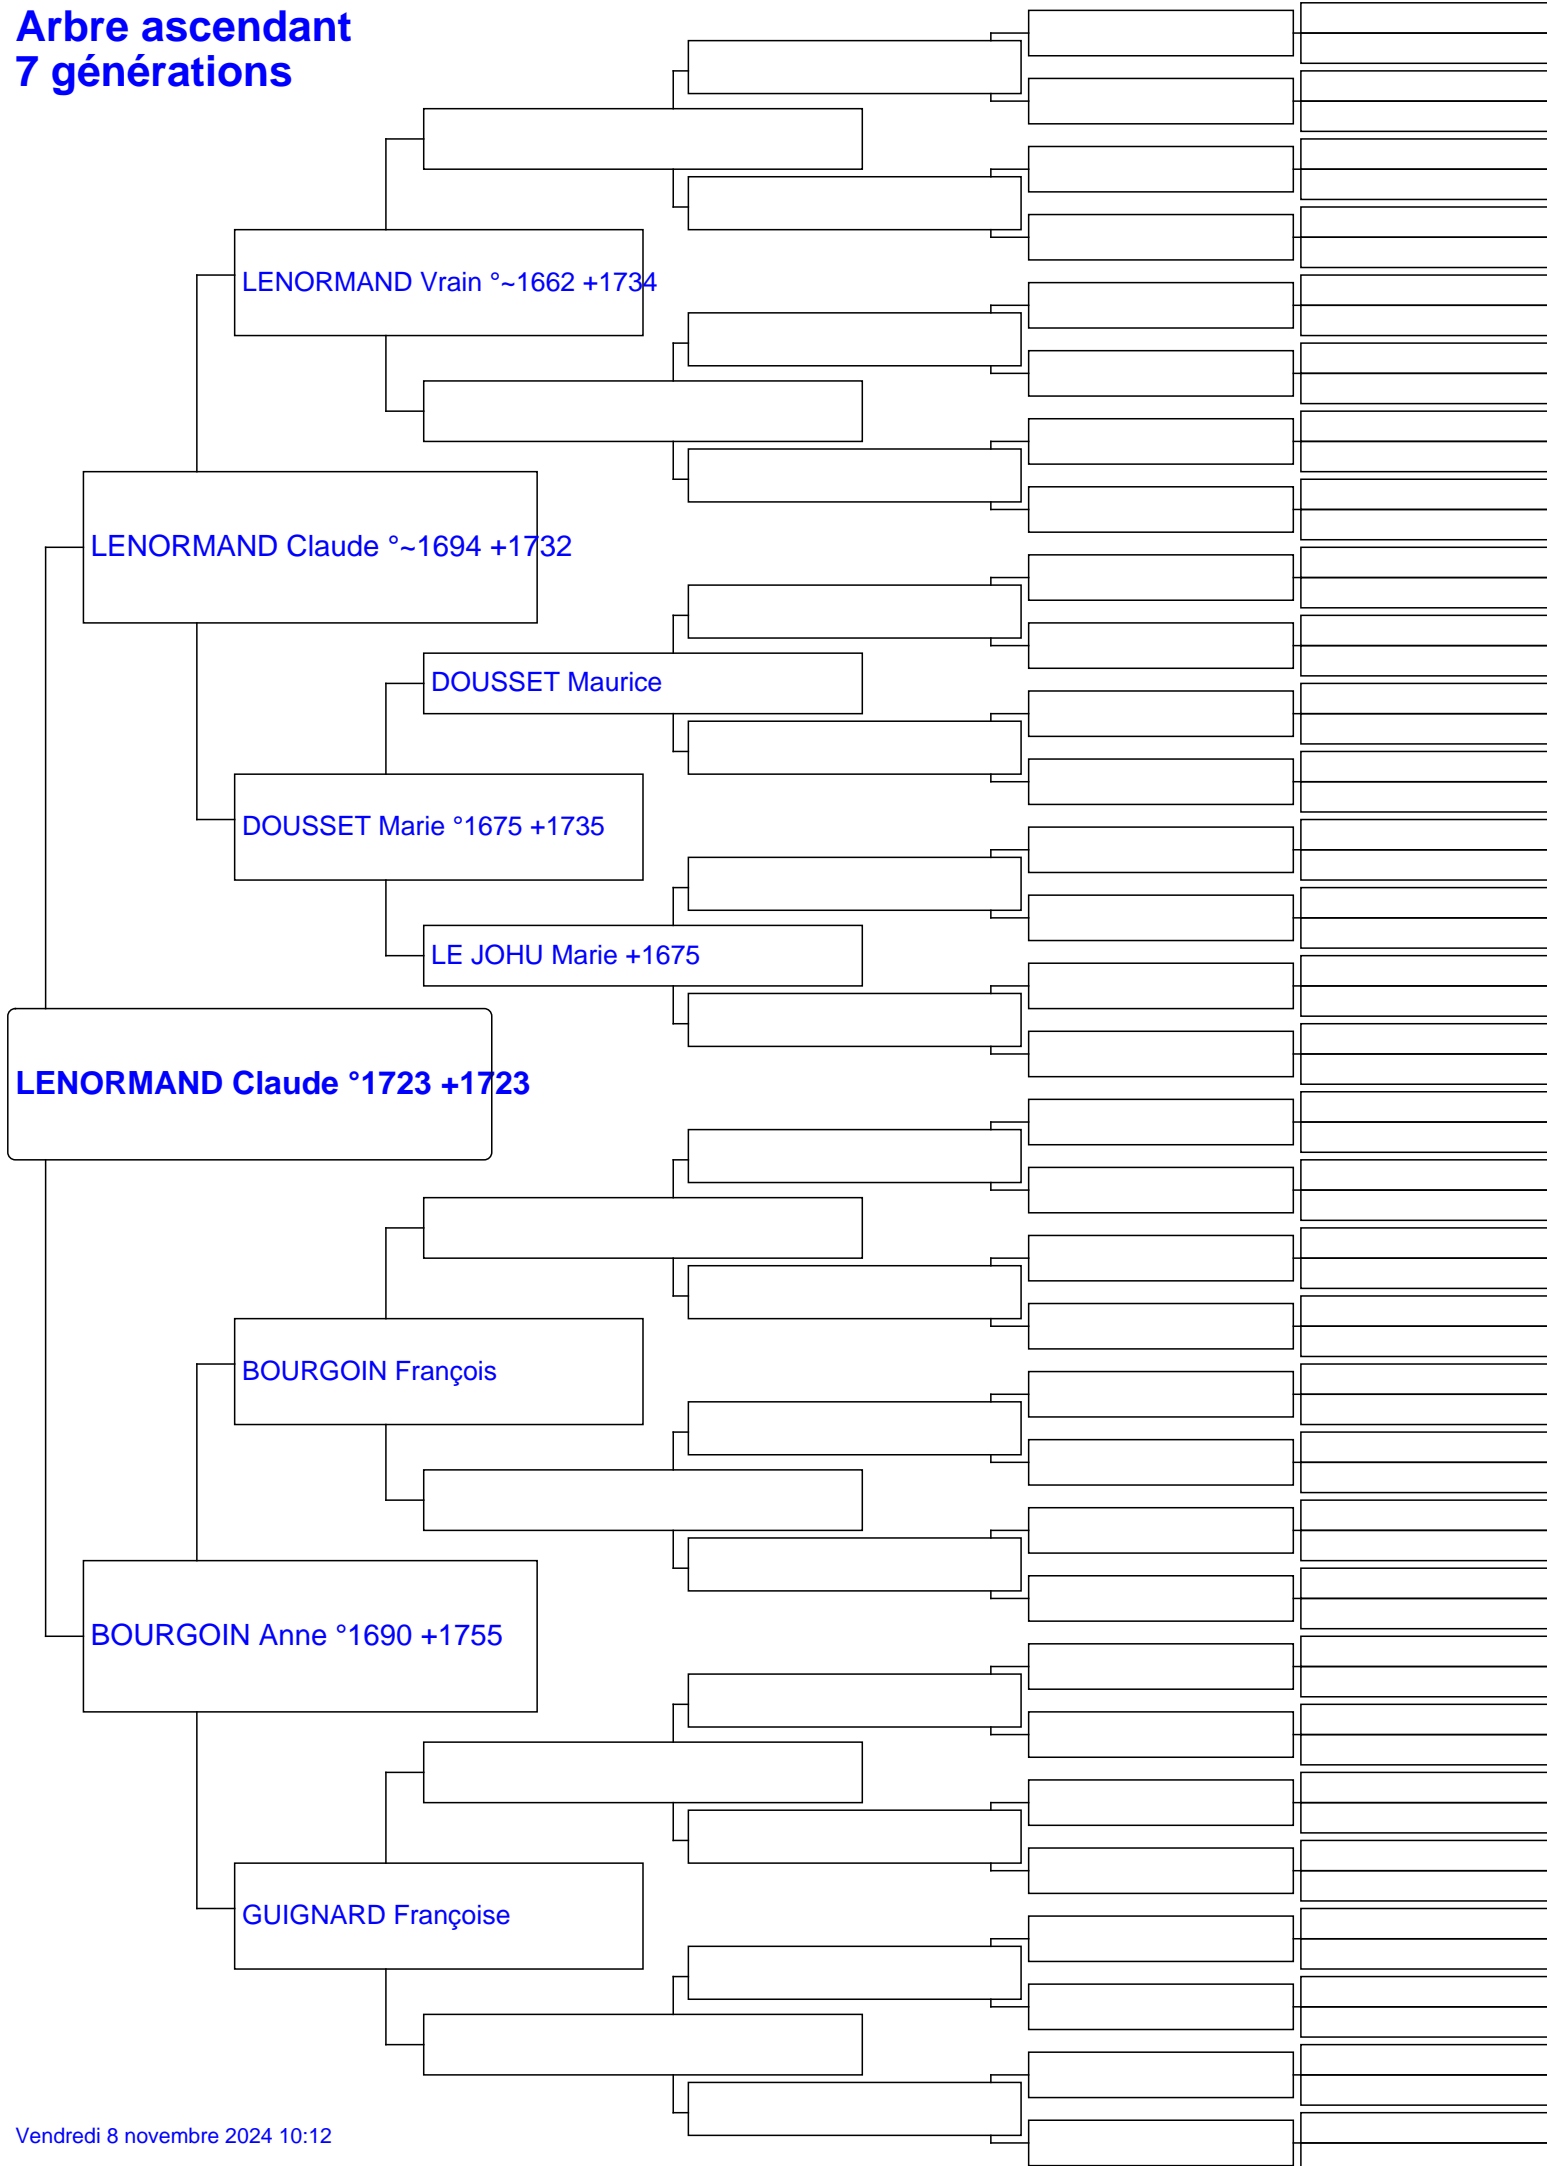 Arbre ascendant
7 générations
LENORMAND Vrain °~1662 +1734
LENORMAND Claude °~1694 +1732
DOUSSET Maurice
DOUSSET Marie °1675 +1735
LE JOHU Marie +1675
LENORMAND Claude °1723 +1723
BOURGOIN François
BOURGOIN Anne °1690 +1755
GUIGNARD Françoise
Vendredi 8 novembre 2024 10:12